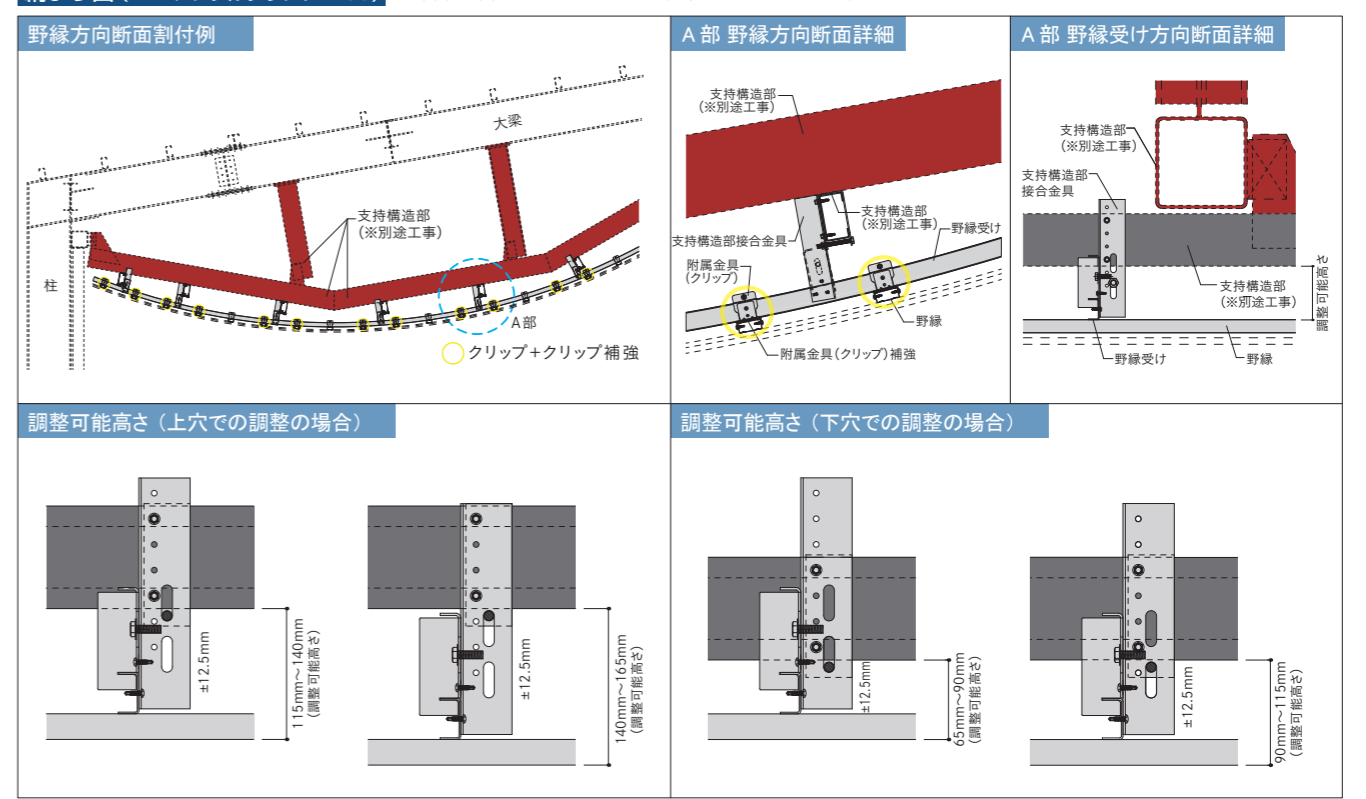 野縁方向断面割付例
大梁
支持構造部
(※別途工事)
柱
A部
クリップ+クリップ補強
A 部 野縁方向断面詳細
支持構造部
(※別途工事)
支持構造部
(※別途工事)
野縁受け
支持構造部接合金具
附属金具
(クリップ)
野縁
附属金具(クリップ)補強
A 部 野縁受け方向断面詳細
支持構造部
(※別途工事)
支持構造部
接合金具
支持構造部
(※別途工事)
調整可能高さ
野縁受け
野縁
調整可能高さ(上穴での調整の場合)
±12.5mm
115mm〜140mm
(調整可能高さ)
±12.5mm
140mm〜165mm
(調整可能高さ)
調整可能高さ(下穴での調整の場合)
±12.5mm
65mm〜90mm
(調整可能高さ)
±12.5mm
90mm〜115mm
(調整可能高さ)